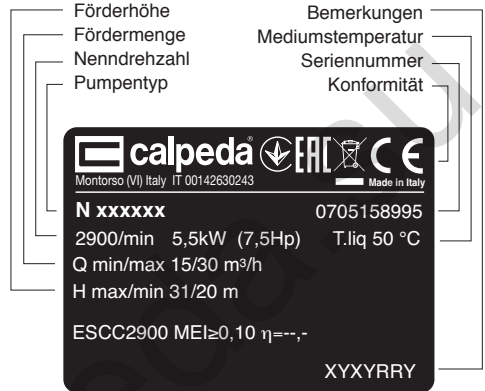 Förderhöhe
Fördermenge
Nenndrehzahl
Pumpentyp
Bemerkungen
Mediumstemperatur
Seriennummer
Konformität
calpeda® EAC CE
Montorso (VI) Italy IT 00142630243
Made in Italy
N xxxxxx 0705158995
2900/min 5,5kW (7,5Hp) T.liq 50 °C
Q min/max 15/30 m³/h
H max/min 31/20 m
ESCC2900 MEI≥0,10 η=--,-
XYXYRRY